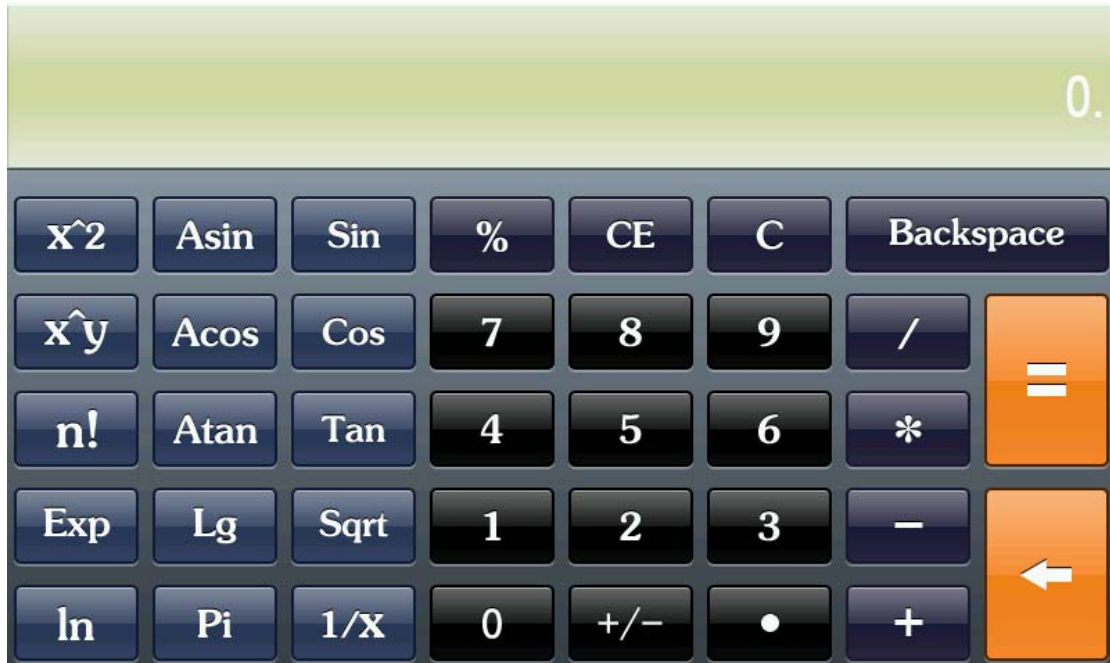 0.
x^2 Asin Sin % CE C Backspace
x^y Acos Cos 7 8 9 / =
n! Atan Tan 4 5 6 *
Exp Lg Sqrt 1 2 3 −
ln Pi 1/x 0 +/− • +